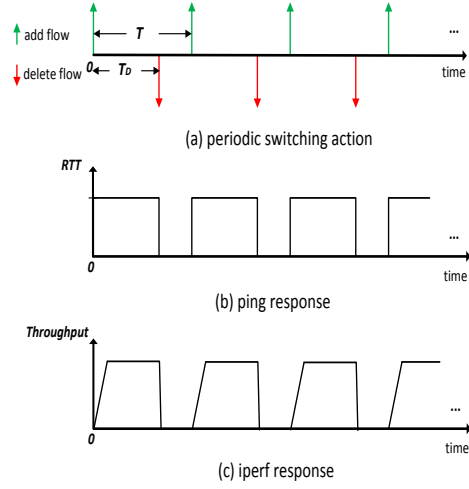 add flow
T
...
0
T_D
time
delete flow
(a) periodic switching action
RTT
...
0
time
(b) ping response
Throughput
...
0
time
(c) iperf response